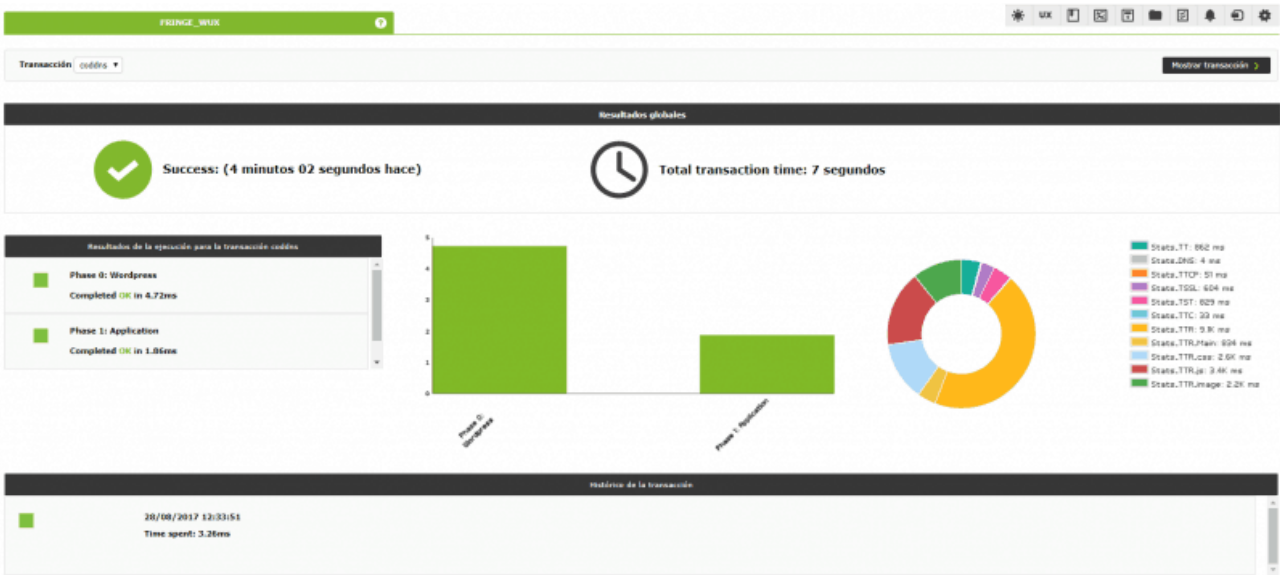 FRINGE_WUX
UX
Transacción coddns
Mostrar transacción
Resultados globales
Success: (4 minutos 02 segundos hace)
Total transaction time: 7 segundos
Resultados de la ejecución para la transacción coddns
Phase 0: Wordpress
Completed OK in 4.72ms
Phase 1: Application
Completed OK in 1.86ms
5
4
3
2
1
0
Phase 0:
Wordpress
Phase 1: Application
Stats_TT: 862 ms
Stats_DNS: 4 ms
Stats_TTCP: 51 ms
Stats_TSSL: 604 ms
Stats_TST: 829 ms
Stats_TTC: 33 ms
Stats_TTR: 9.1K ms
Stats_TTR_Main: 834 ms
Stats_TTR_css: 2.6K ms
Stats_TTR_js: 3.4K ms
Stats_TTR_image: 2.2K ms
Histórico de la transacción
28/08/2017 12:33:51
Time spent: 3.26ms